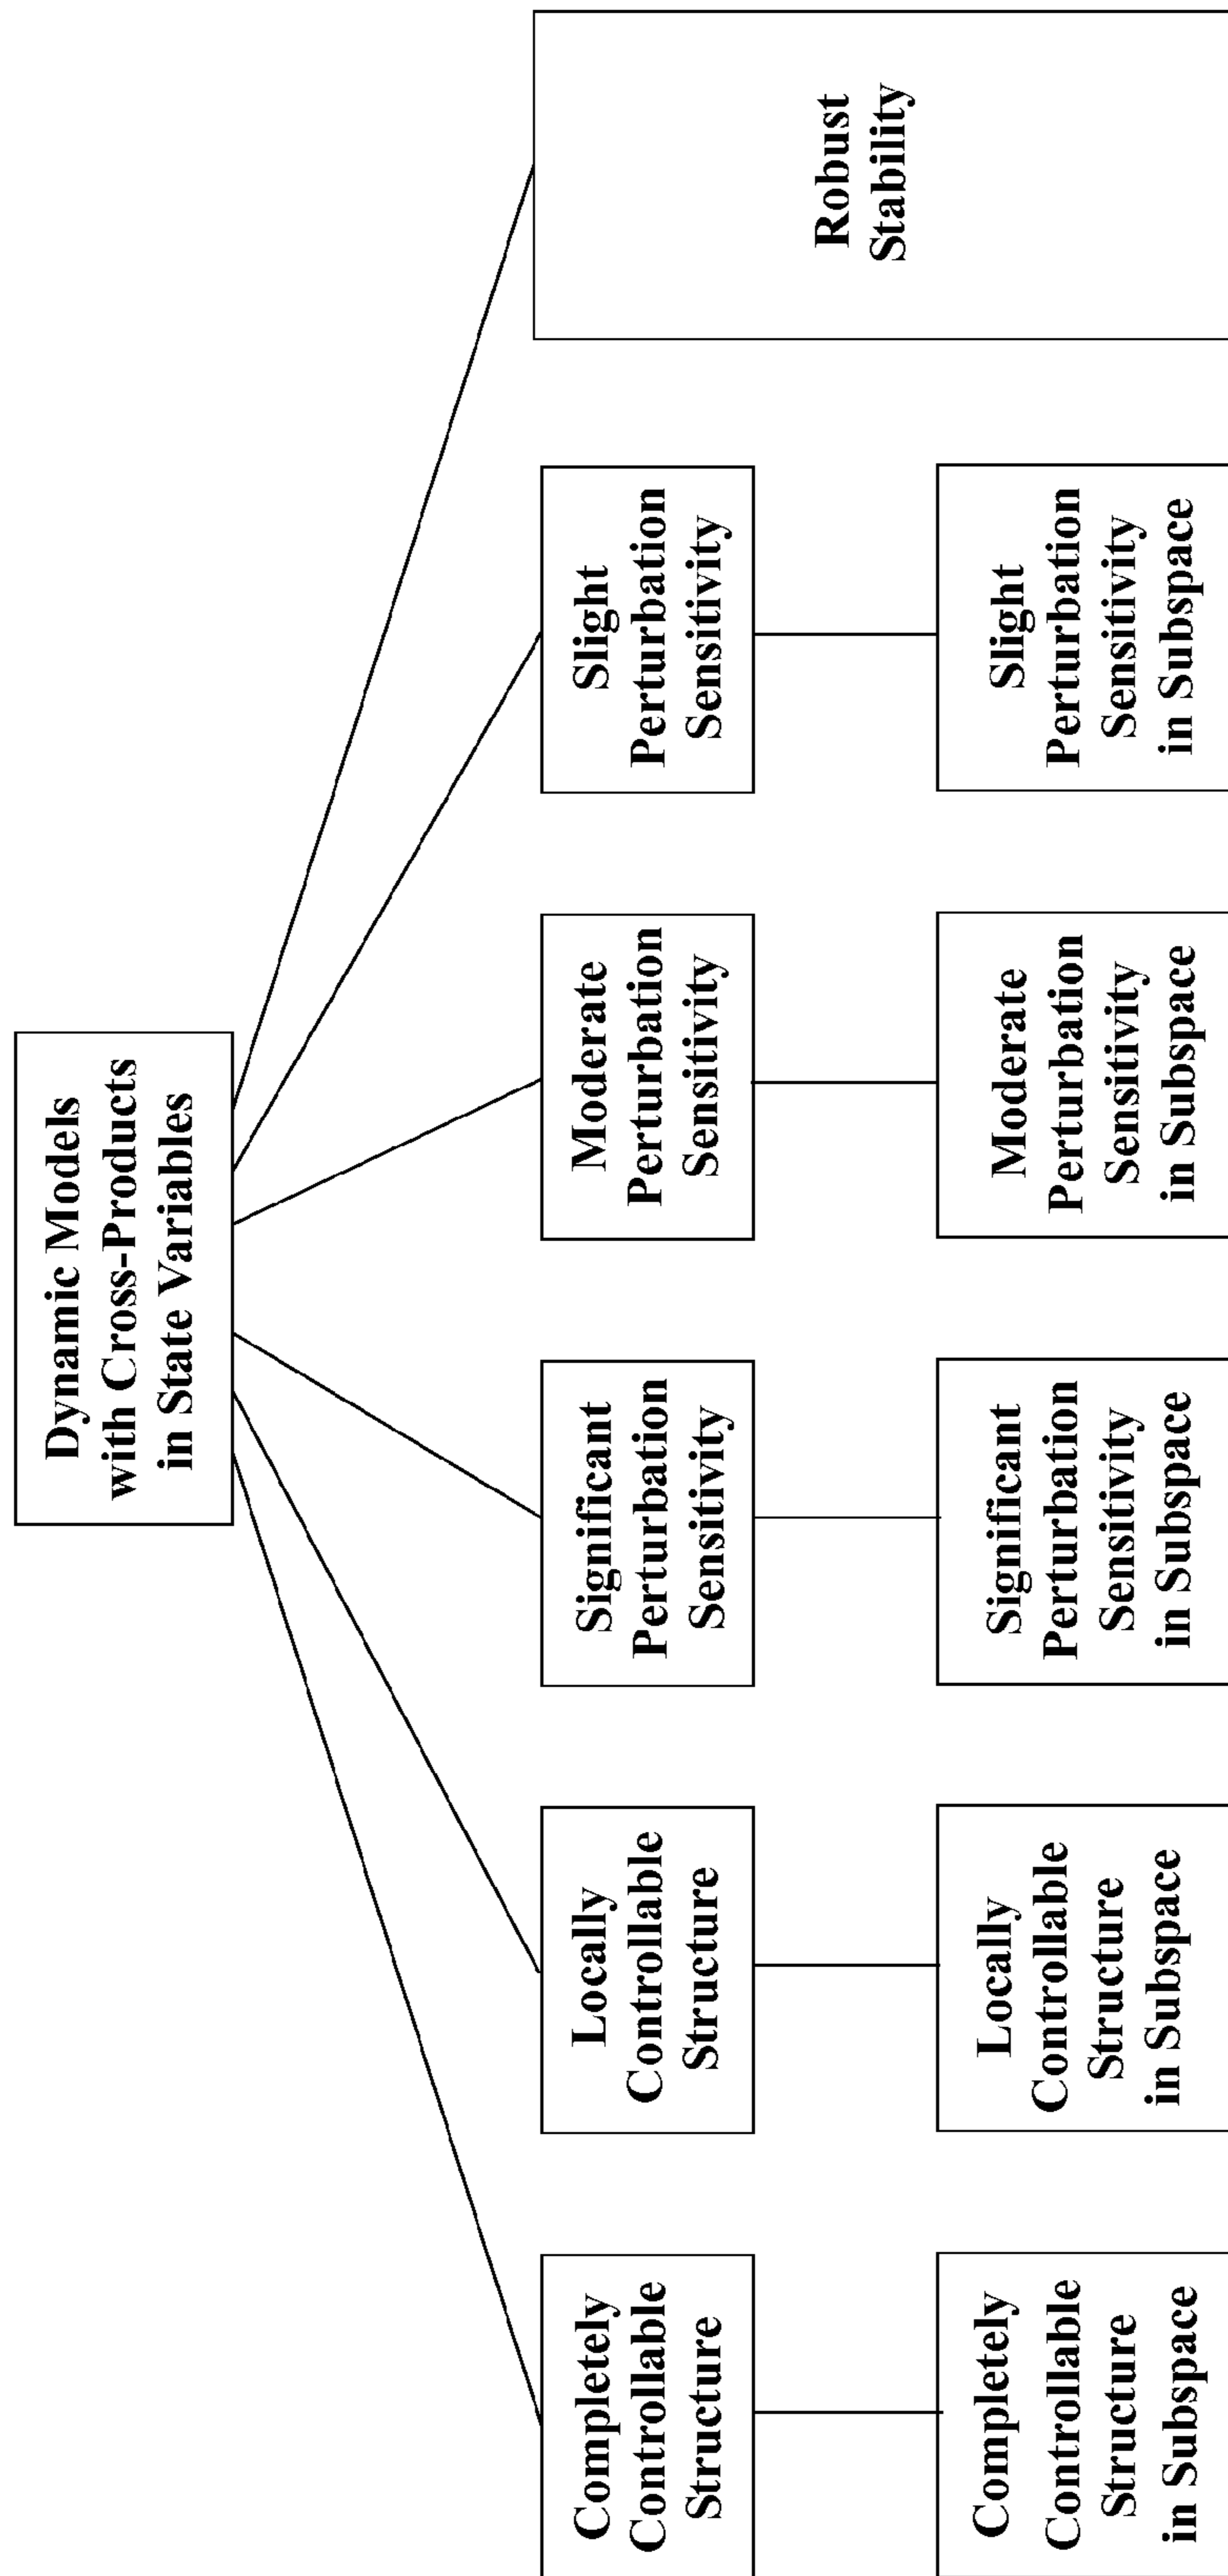 Dynamic Models
with Cross-Products
in State Variables
Completely
Controllable
Structure
Locally
Controllable
Structure
Significant
Perturbation
Sensitivity
Moderate
Perturbation
Sensitivity
Slight
Perturbation
Sensitivity
Robust
Stability
Completely
Controllable
Structure
in Subspace
Locally
Controllable
Structure
in Subspace
Significant
Perturbation
Sensitivity
in Subspace
Moderate
Perturbation
Sensitivity
in Subspace
Slight
Perturbation
Sensitivity
in Subspace